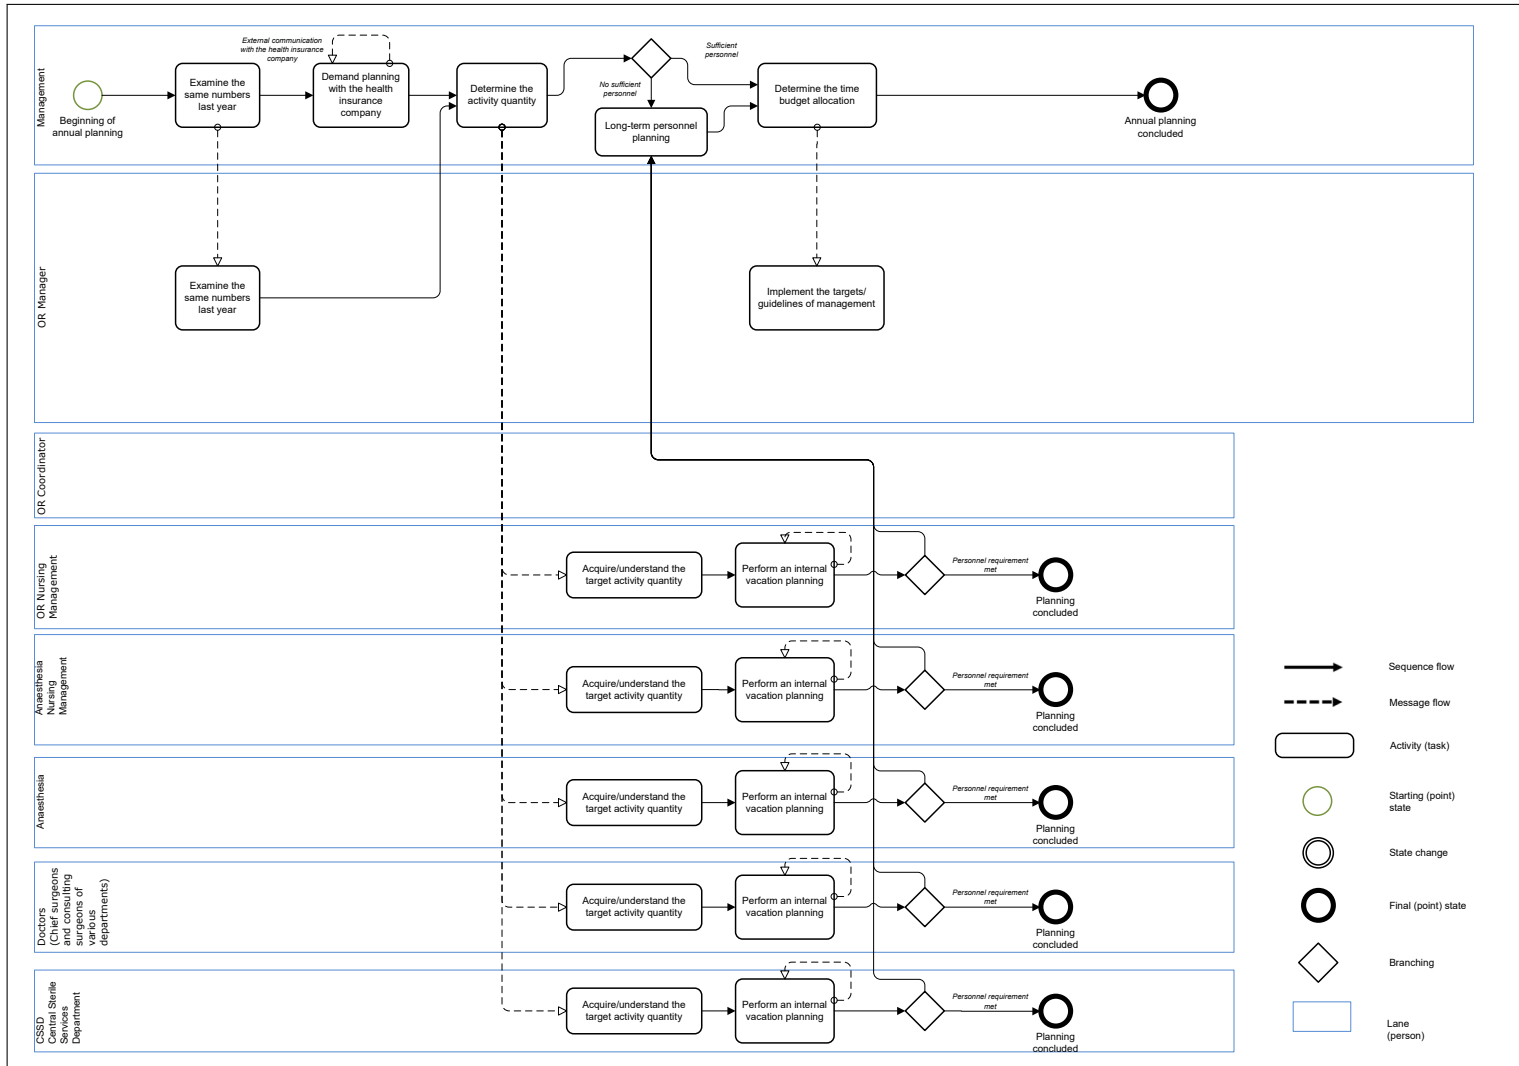 Management
External communication
with the health insurance
company
Beginning of
annual planning
Examine the
same numbers
last year
Demand planning
with the health
insurance
company
Determine the
activity quantity
Sufficient
personnel
No sufficient
personnel
Long-term personnel
planning
Determine the time
budget allocation
Annual planning
concluded
OR Manager
Examine the
same numbers
last year
Implement the targets/
guidelines of management
OR Coordinator
OR Nursing
Management
Acquire/understand the
target activity quantity
Perform an internal
vacation planning
Personnel requirement
met
Planning
concluded
Anaesthesia
Nursing
Management
Acquire/understand the
target activity quantity
Perform an internal
vacation planning
Personnel requirement
met
Planning
concluded
Anaesthesia
Acquire/understand the
target activity quantity
Perform an internal
vacation planning
Personnel requirement
met
Planning
concluded
Doctors
(Chief surgeons
and consulting
surgeons of
various
departments)
Acquire/understand the
target activity quantity
Perform an internal
vacation planning
Personnel requirement
met
Planning
concluded
CSSD
Central Sterile
Services
Department
Acquire/understand the
target activity quantity
Perform an internal
vacation planning
Personnel requirement
met
Planning
concluded
Sequence flow
Message flow
Activity (task)
Starting (point)
state
State change
Final (point) state
Branching
Lane
(person)